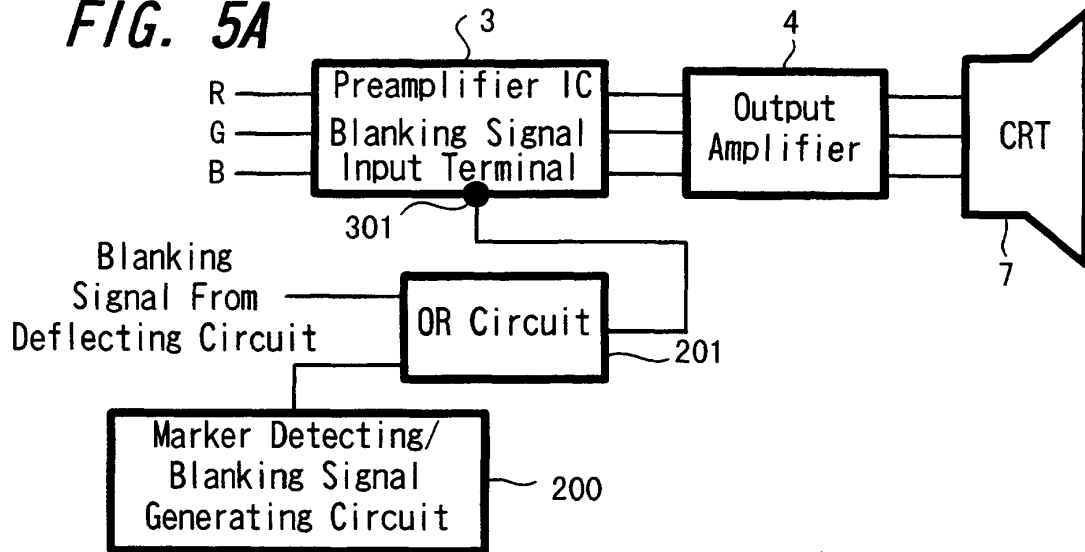 FIG. 5A
3
4
R
G
B
Preamplifier IC
Blanking Signal
Input Terminal
Output
Amplifier
CRT
301
7
Blanking
Signal From
Deflecting Circuit
OR Circuit
201
Marker Detecting/
Blanking Signal
Generating Circuit
200